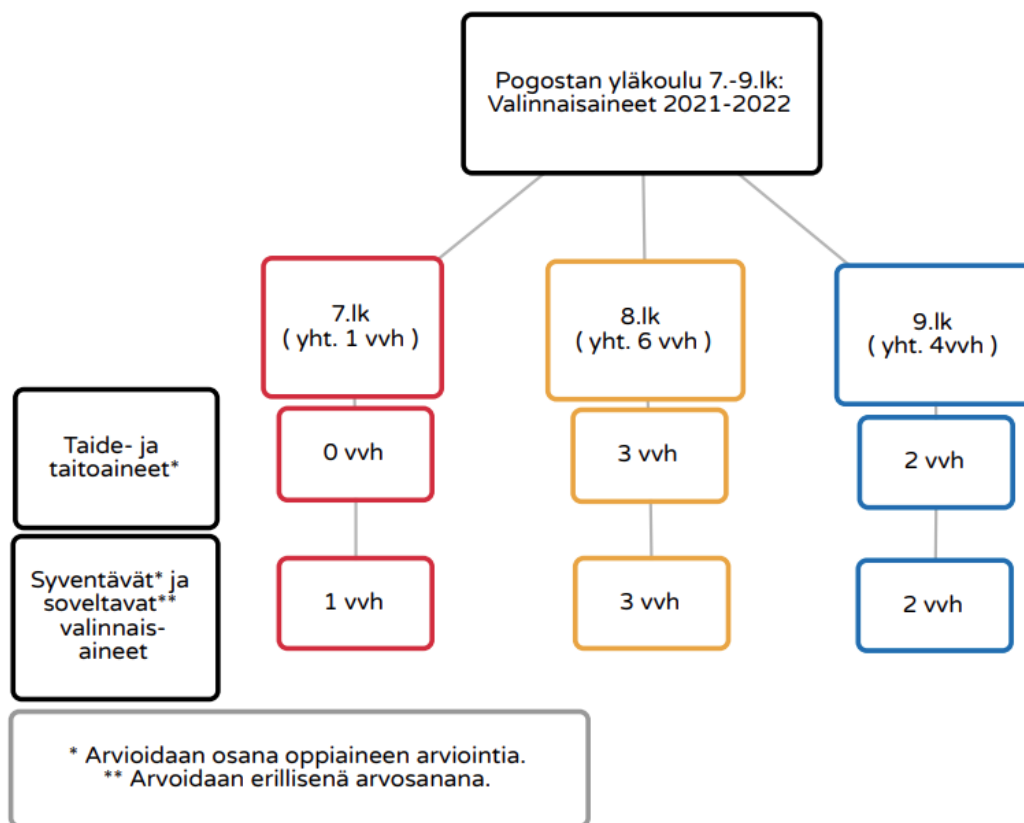 Pogostan yläkoulu 7.-9.lk:
Valinnaisaineet 2021-2022
7.lk
( yht. 1 vvh )
8.lk
( yht. 6 vvh )
9.lk
( yht. 4vvh )
Taide- ja
taitoaineet*
0 vvh
3 vvh
2 vvh
Syventävät* ja
soveltavat**
valinnais-
aineet
1 vvh
3 vvh
2 vvh
* Arvioidaan osana oppiaineen arviointia.
** Arvoidaan erillisenä arvosanana.